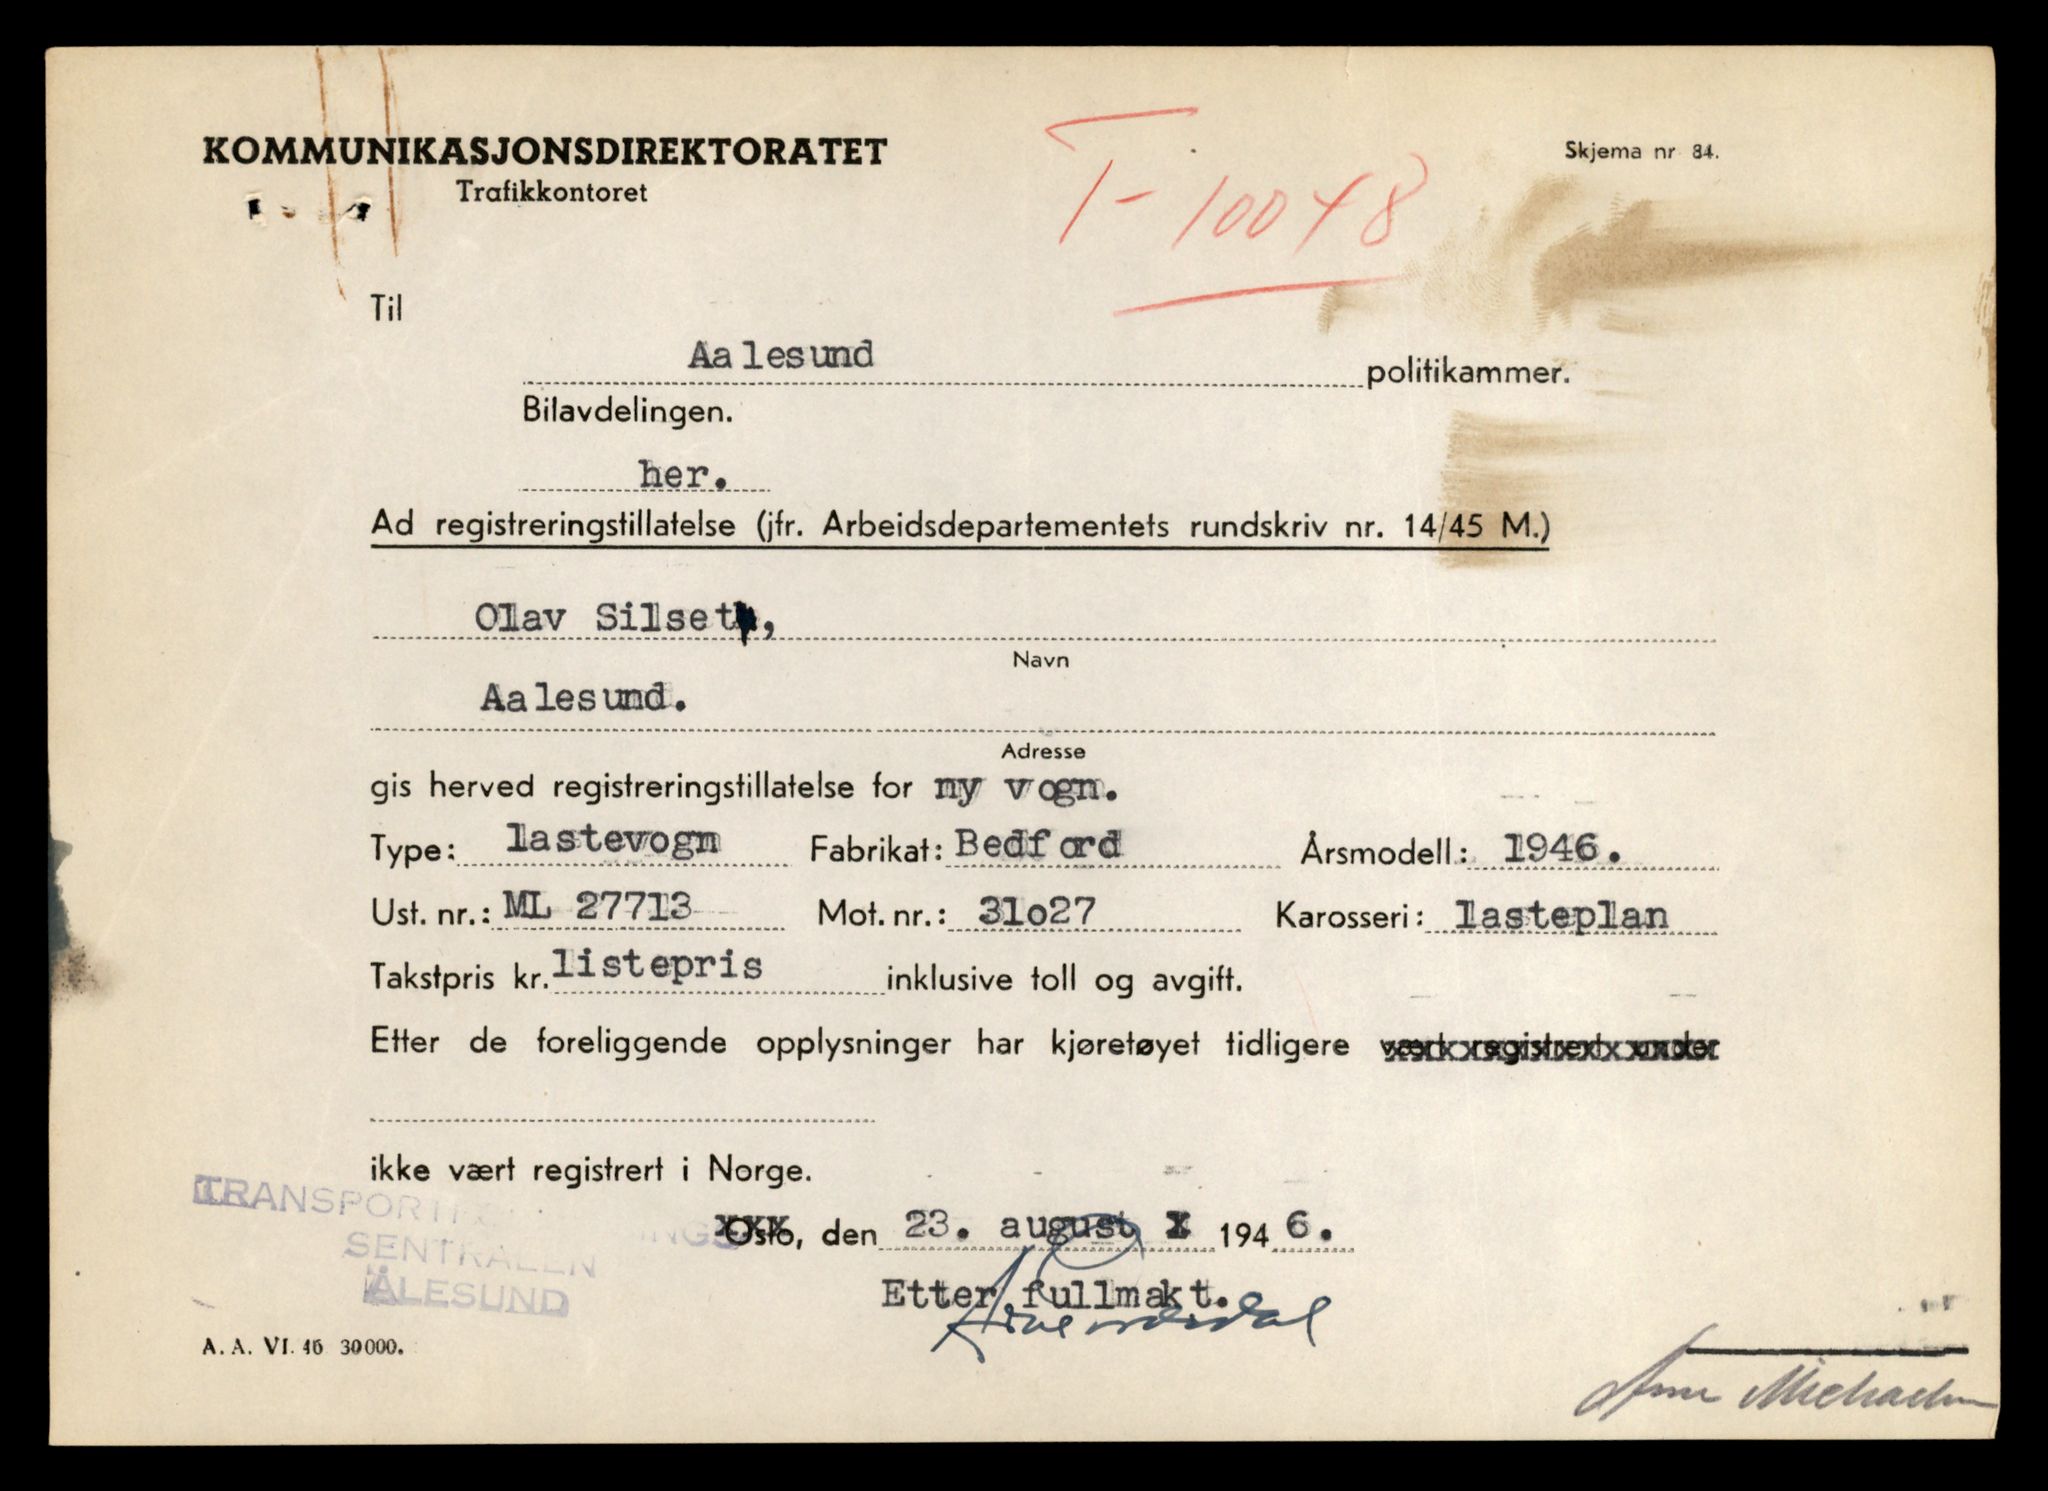 KOMMUNIKASJONSDIREKTORATET
Trafikkontoret
Skjema nr 84.
T-10048
Til
Aalesund politikammer.
Bilavdelingen.
her.
Ad registreringstillatelse (jfr. Arbeidsdepartementets rundskriv nr. 14/45 M.)
Olav Silset,
Navn
Aalesund.
Adresse
gis herved registreringstillatelse for ny vogn.
Type: lastevogn Fabrikat: Bedford Årsmodell: 1946.
Ust. nr.: ML 27713 Mot. nr.: 31o27 Karosseri: lasteplan
Takstpris kr. listepris inklusive toll og avgift.
Etter de foreliggende opplysninger har kjøretøyet tidligere vært registrert under
ikke vært registrert i Norge.
Oslo, den 23. august 1946.
Etter fullmakt.
SENTRALEN
ÅLESUND
A. A. VI. 46 30000.